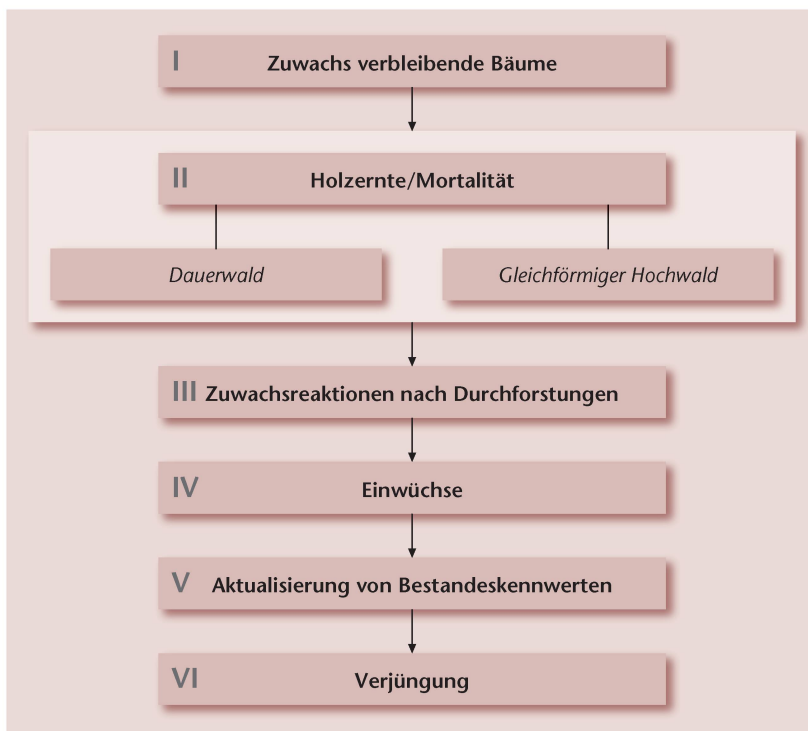 I Zuwachs verbleibende Bäume
II Holzernte/Mortalität
Dauerwald
Gleichförmiger Hochwald
III Zuwachsreaktionen nach Durchforstungen
IV Einwüchse
V Aktualisierung von Bestandeskennwerten
VI Verjüngung